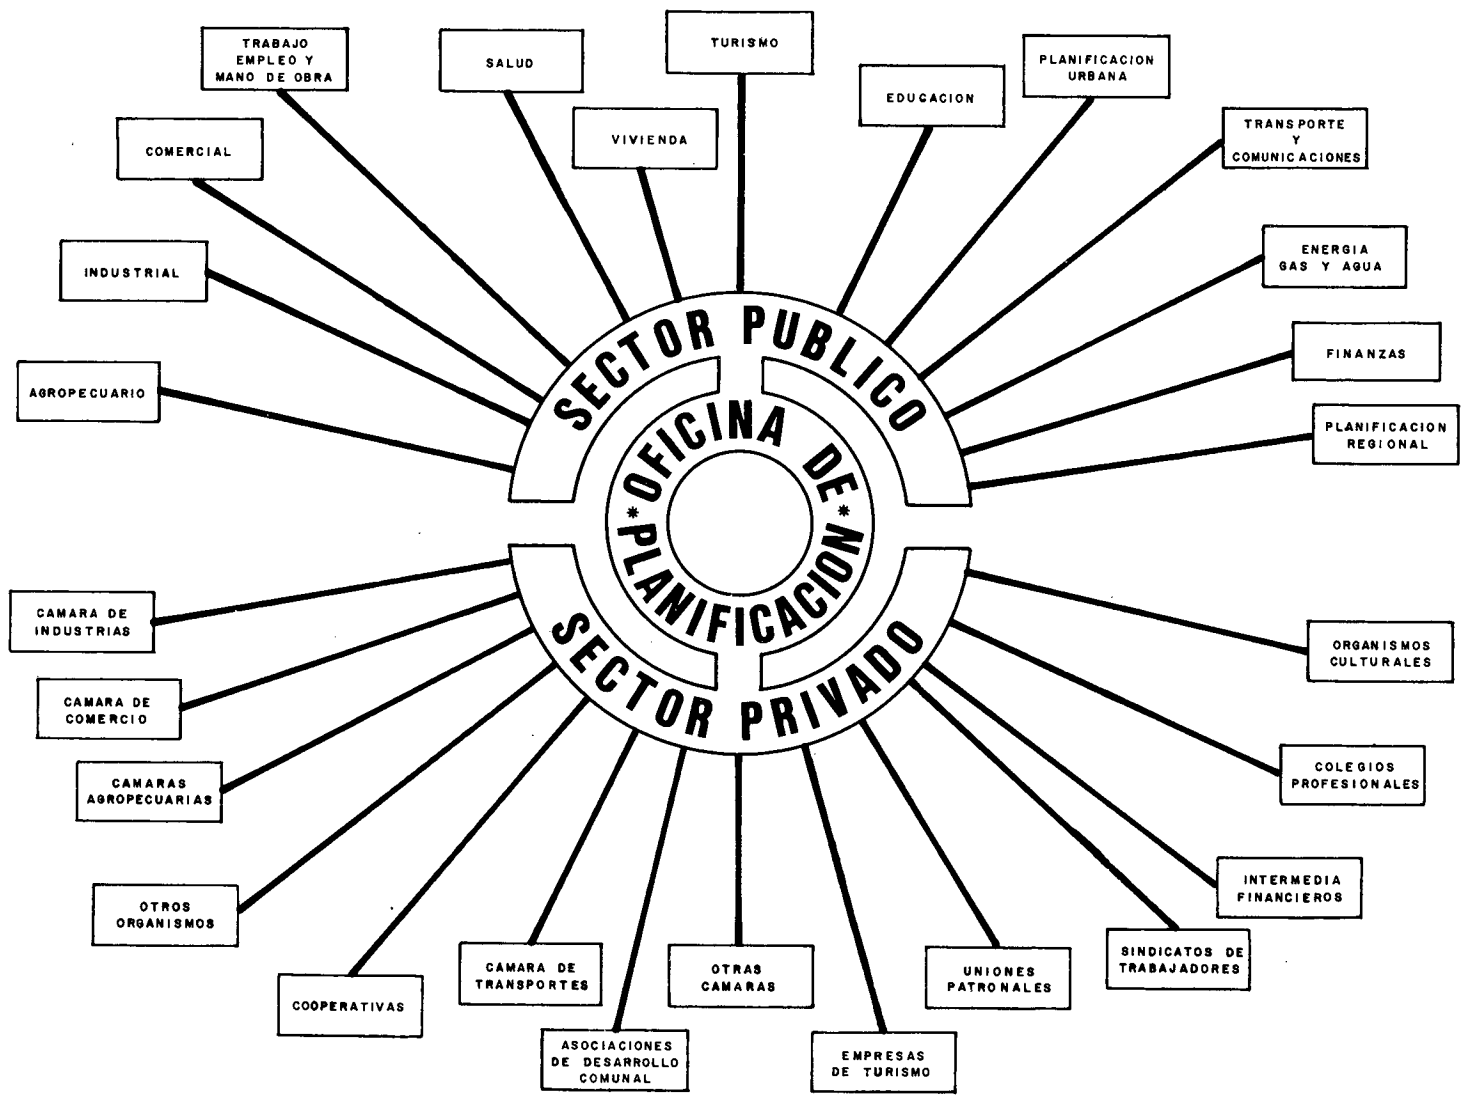 TRABAJO
EMPLEO Y
MANO DE OBRA
SALUD
TURISMO
VIVIENDA
EDUCACION
PLANIFICACION
URBANA
COMERCIAL
TRANSPORTE
Y
COMUNICACIONES
INDUSTRIAL
ENERGIA
GAS Y AGUA
AGROPECUARIO
FINANZAS
PLANIFICACION
REGIONAL
SECTOR PUBLICO
OFICINA DE
* PLANIFICACION *
SECTOR PRIVADO
CAMARA DE
INDUSTRIAS
CAMARA DE
COMERCIO
CAMARAS
AGROPECUARIAS
OTROS
ORGANISMOS
COOPERATIVAS
CAMARA DE
TRANSPORTES
ASOCIACIONES
DE DESARROLLO
COMUNAL
OTRAS
CAMARAS
EMPRESAS
DE TURISMO
UNIONES
PATRONALES
SINDICATOS DE
TRABAJADORES
INTERMEDIA
FINANCIEROS
COLEGIOS
PROFESIONALES
ORGANISMOS
CULTURALES